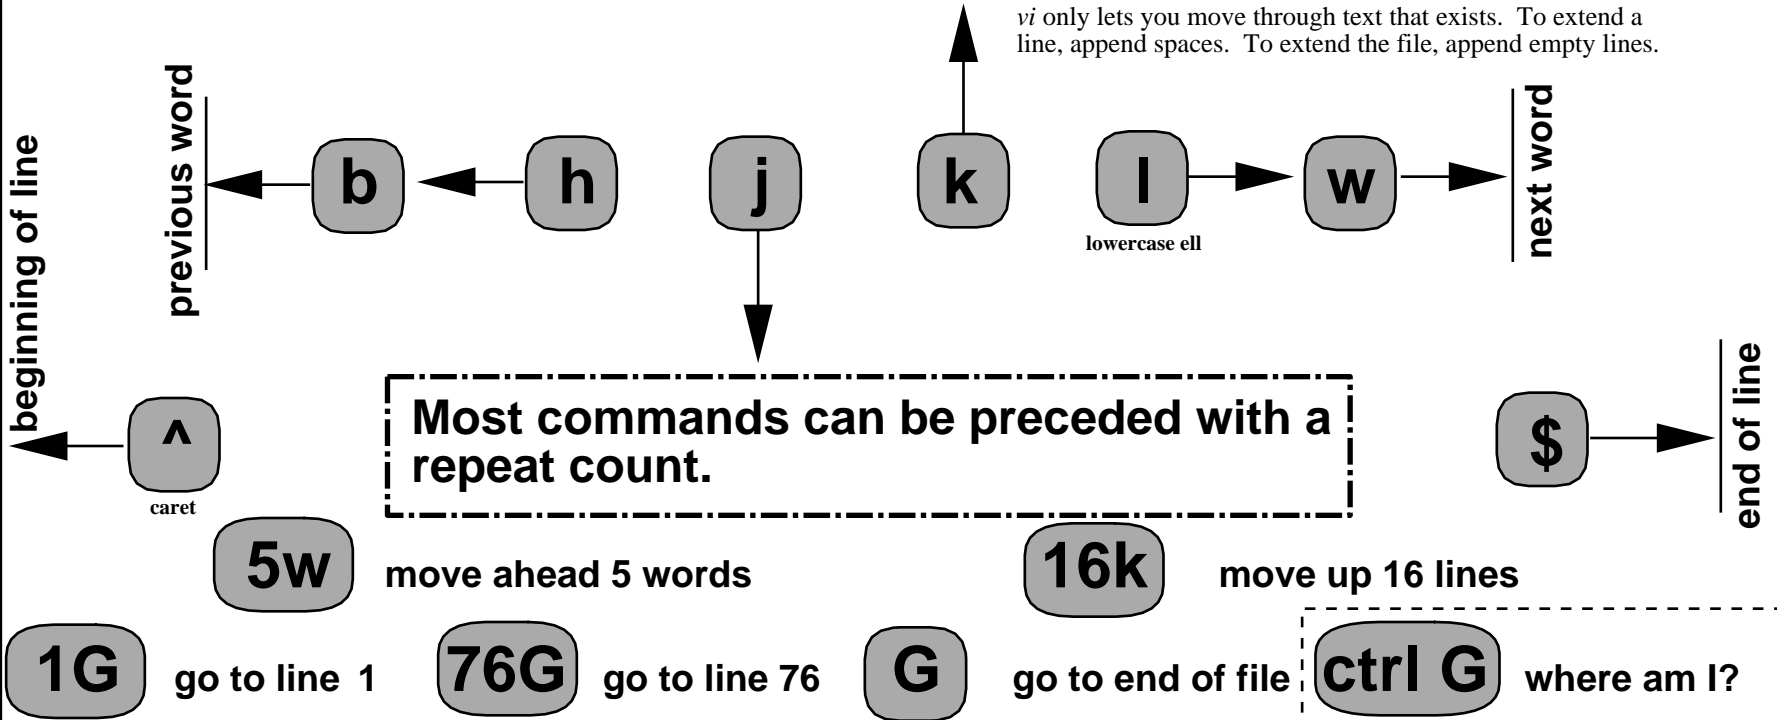 vi only lets you move through text that exists.  To extend a
line, append spaces.  To extend the file, append empty lines.
beginning of line
previous word
b
h
j
k
l
lowercase ell
w
next word
^
caret
Most commands can be preceded with a
repeat count.
$
end of line
5w move ahead 5 words
16k move up 16 lines
1G go to line 1
76G go to line 76
G go to end of file
ctrl G where am I?